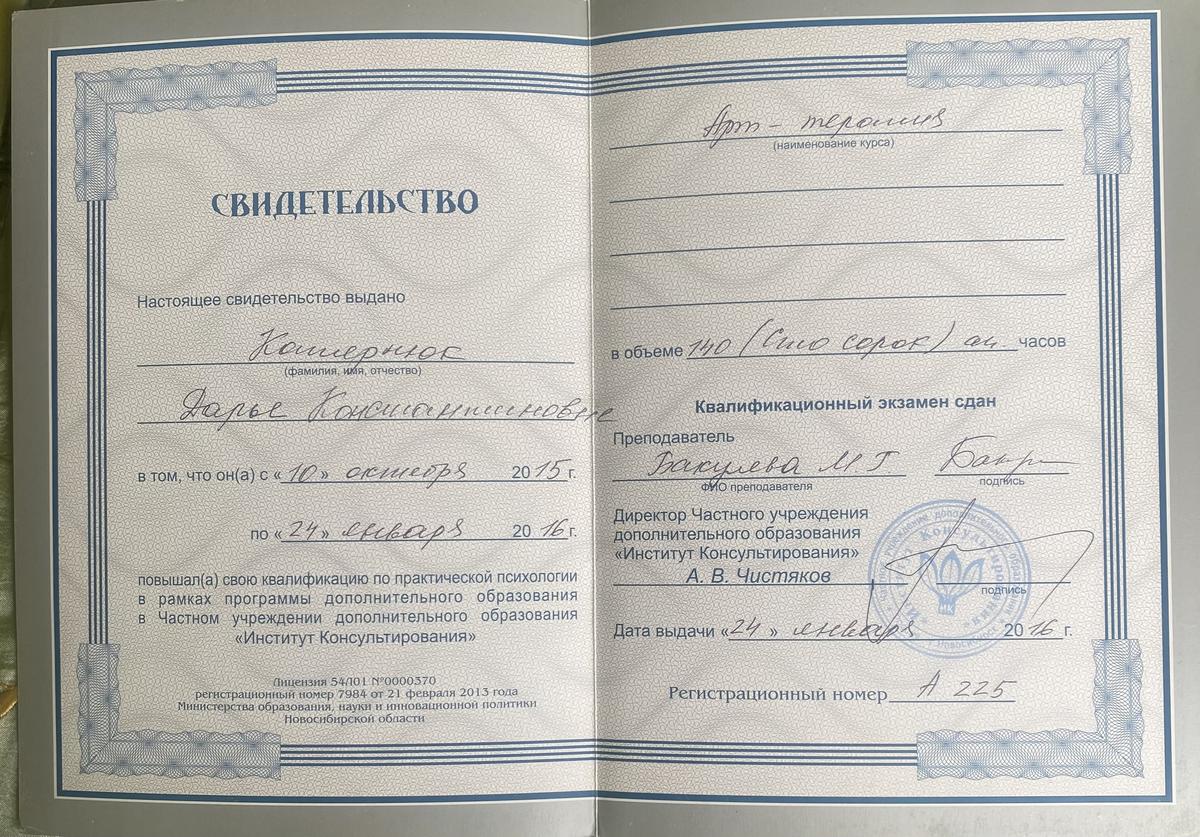 СВИДЕТЕЛЬСТВО
Настоящее свидетельство выдано
(фамилия, имя, отчество)
Дарье Константиновне
в том, что он(а) с « 10 » октября 2015 г.
по « 24 » января 2016 г.
повышал(а) свою квалификацию по практической психологии
в рамках программы дополнительного образования
в Частном учреждении дополнительного образования
«Институт Консультирования»
Лицензия 54Л01 №0000370
регистрационный номер 7984 от 21 февраля 2013 года
Министерства образования, науки и инновационной политики
Новосибирской области
Арт - терапия
(наименование курса)
в объеме 140 (Сто сорок) ак. часов
Квалификационный экзамен сдан
Преподаватель
Бакулева М Г
ФИО преподавателя подпись
Директор Частного учреждения
дополнительного образования
«Институт Консультирования»
А. В. Чистяков
подпись
Дата выдачи « 24 » января 2016 г.
Регистрационный номер А 225